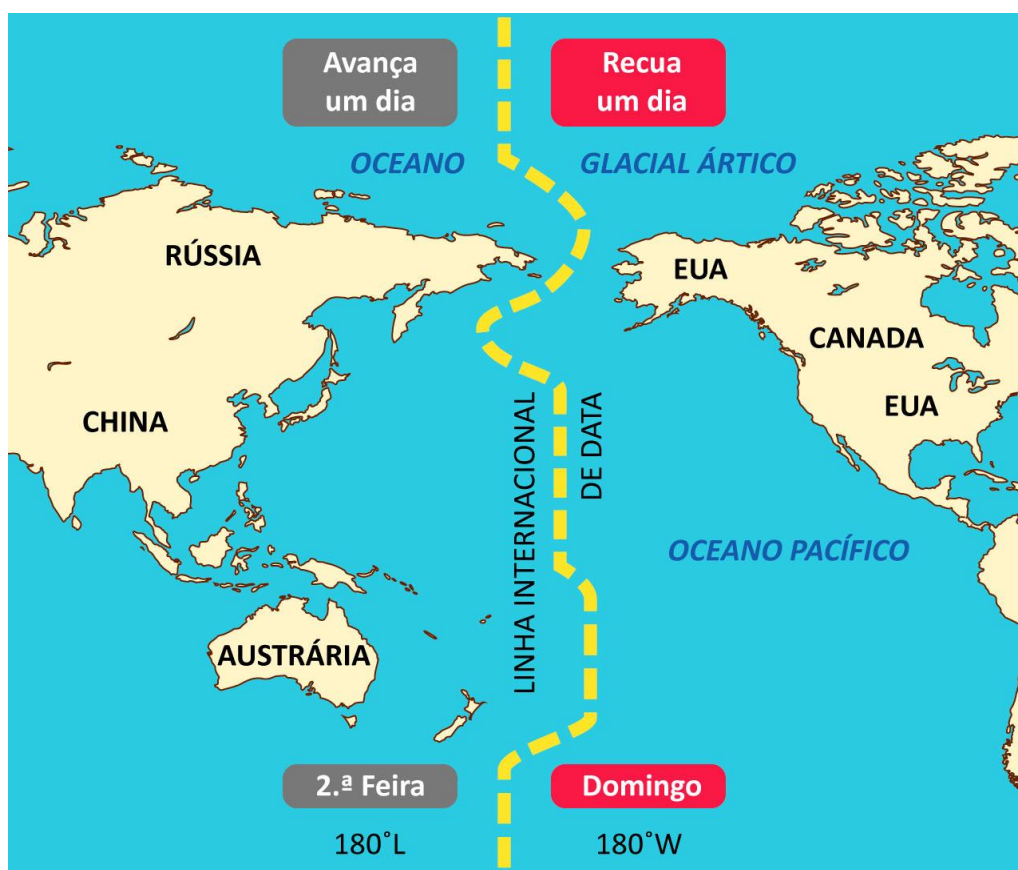 Avança
um dia
Recua
um dia
OCEANO
GLACIAL ÁRTICO
RÚSSIA
EUA
CANADA
EUA
CHINA
LINHA INTERNACIONAL
DE DATA
OCEANO PACÍFICO
AUSTRÁRIA
2.ª Feira
Domingo
180˚L
180˚W